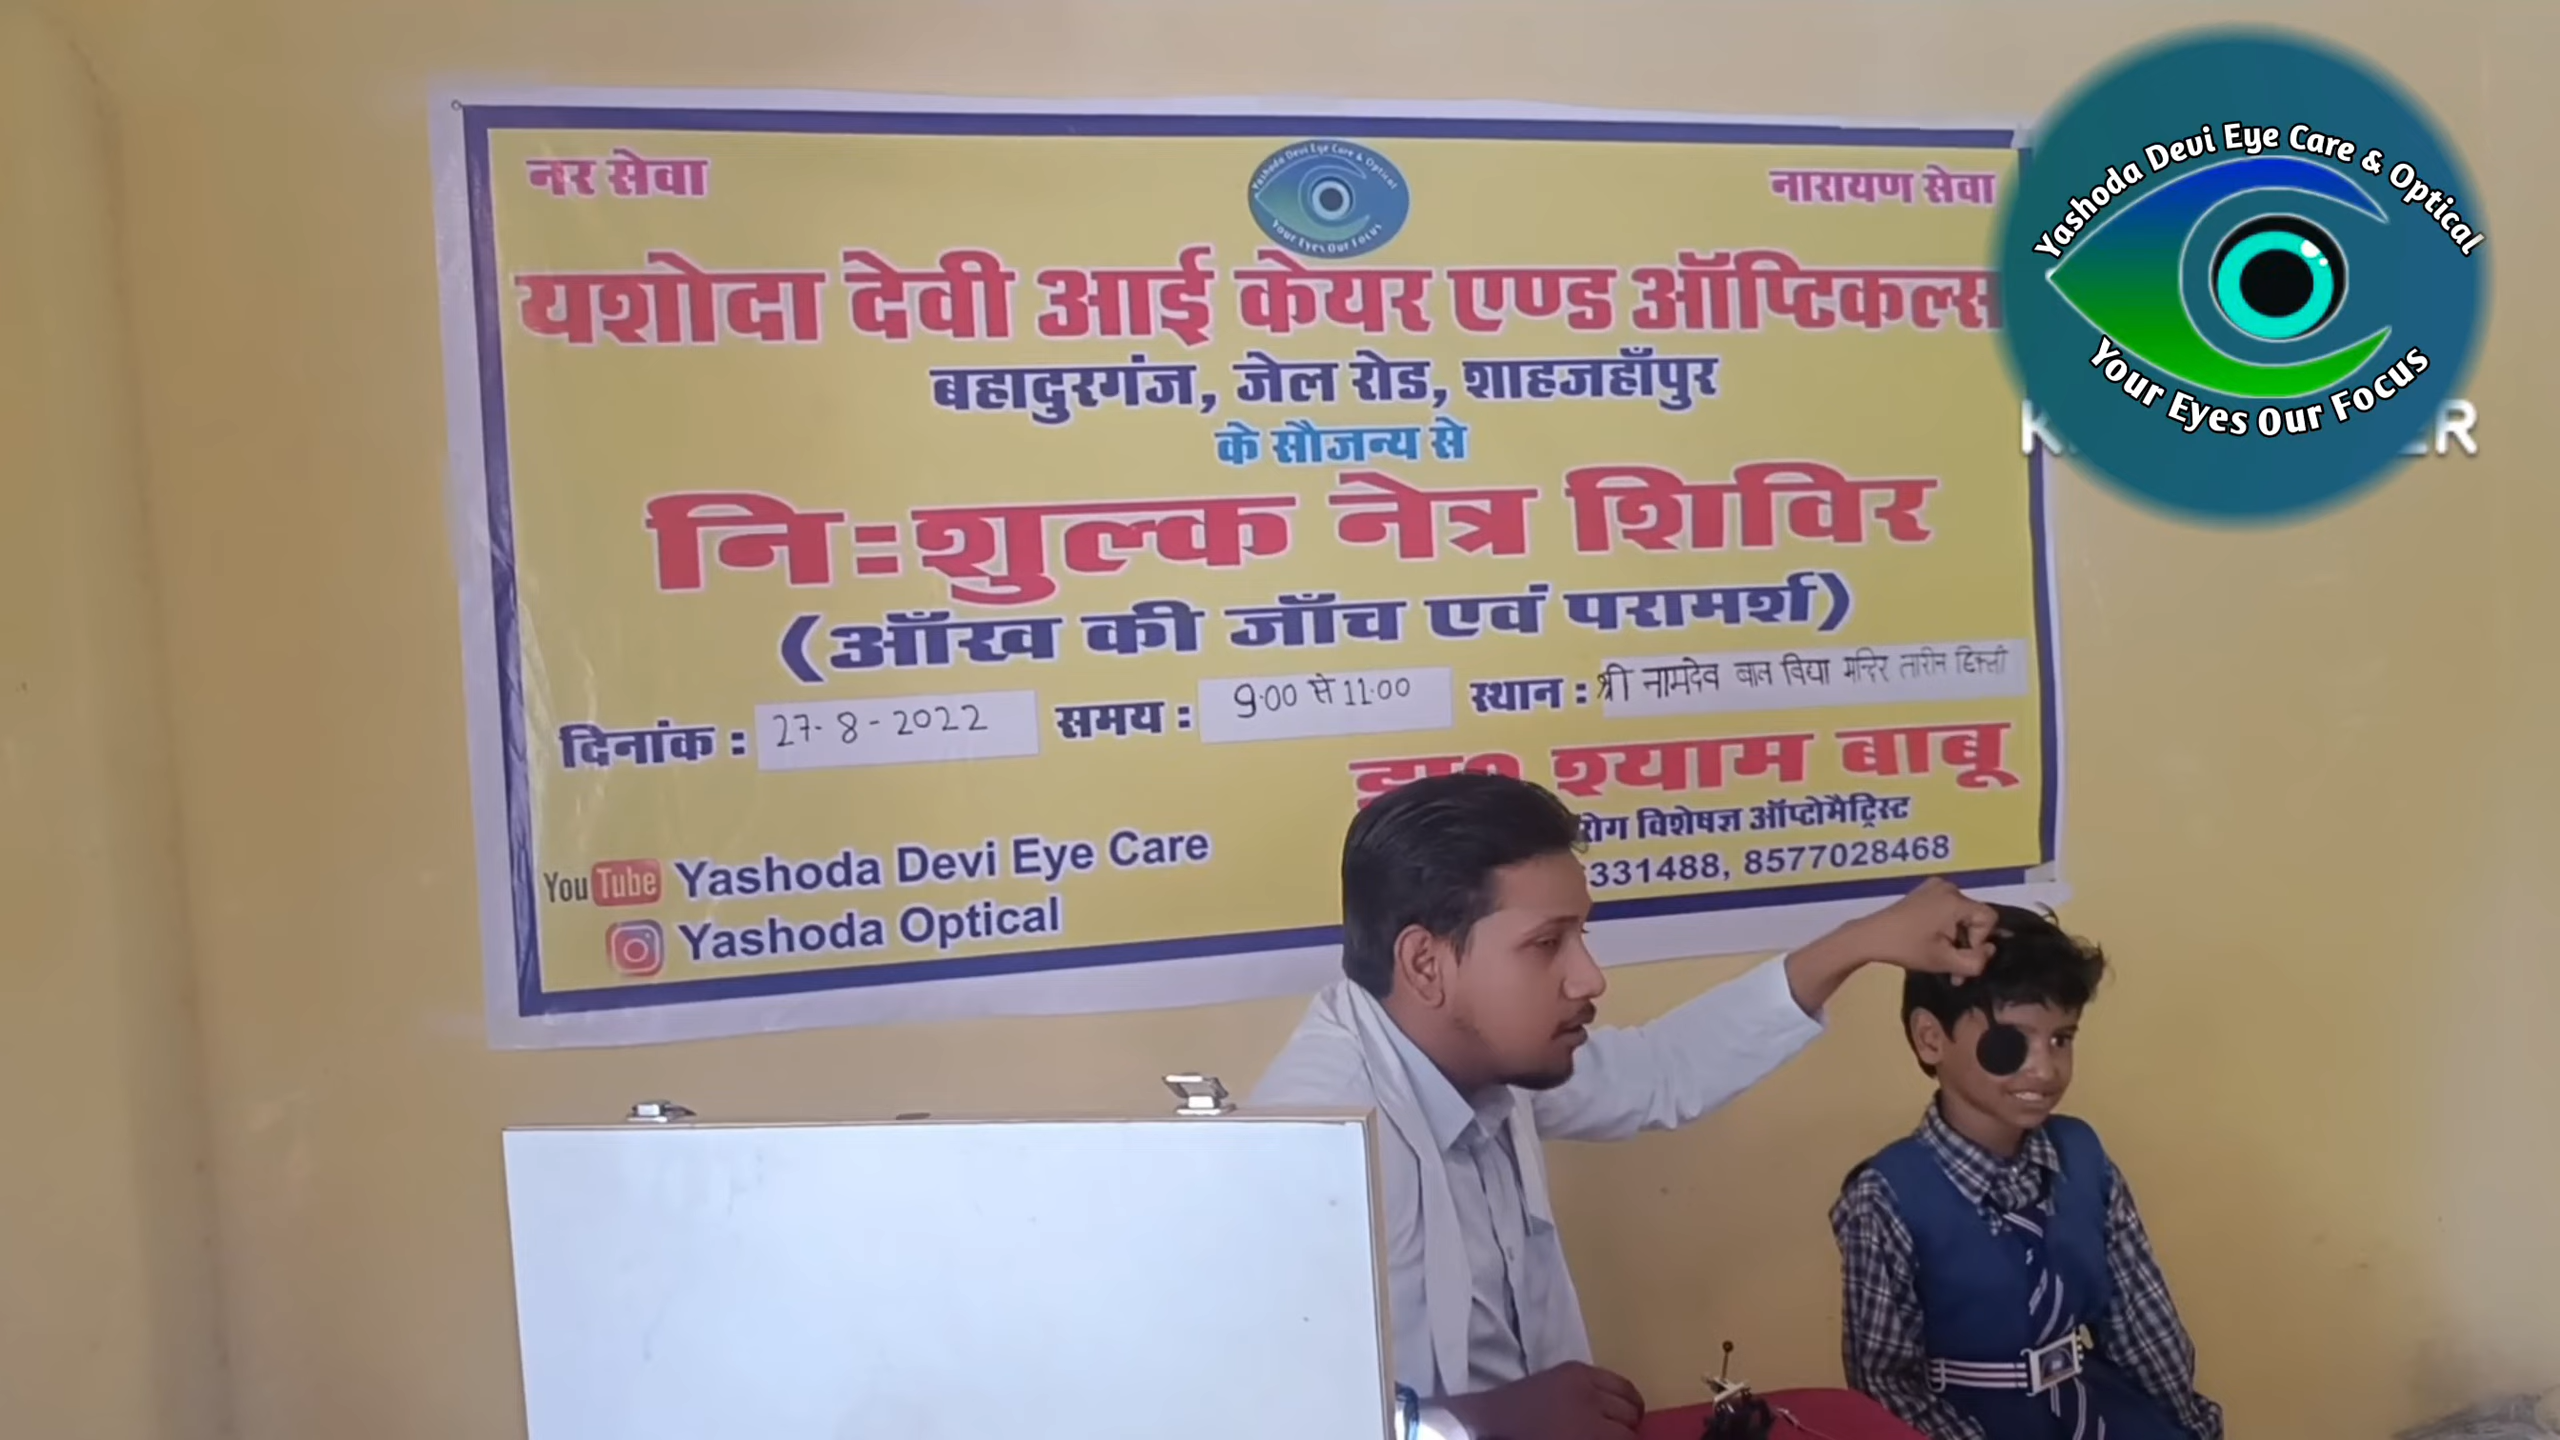 नर सेवा
नारायण सेवा
Yashoda Devi Eye Care & Optical
Your Eyes Our Focus
यशोदा देवी आई केयर एण्ड ऑप्टिकल्स
बहादुरगंज, जेल रोड, शाहजहाँपुर
के सौजन्य से
निःशुल्क नेत्र शिविर
(आँख की जाँच एवं परामर्श)
दिनांक : 27-8-2022 समय : 9.00 से 11.00 स्थान : श्री नामदेव बाल विद्या मन्दिर तारीन
डा० श्याम बाबू
रोग विशेषज्ञ ऑप्टोमैट्रिस्ट
331488, 8577028468
YouTube Yashoda Devi Eye Care
Yashoda Optical
Yashoda Devi Eye Care & Optical
Your Eyes Our Focus